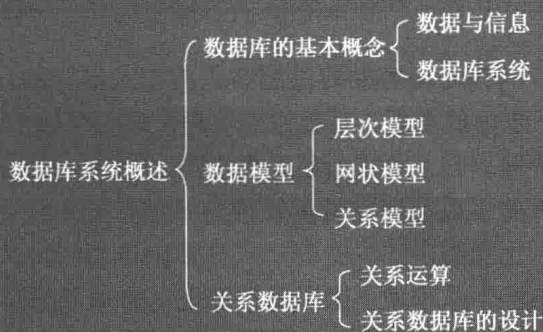 数据库系统概述
数据库的基本概念
数据与信息
数据库系统
数据模型
层次模型
网状模型
关系模型
关系数据库
关系运算
关系数据库的设计